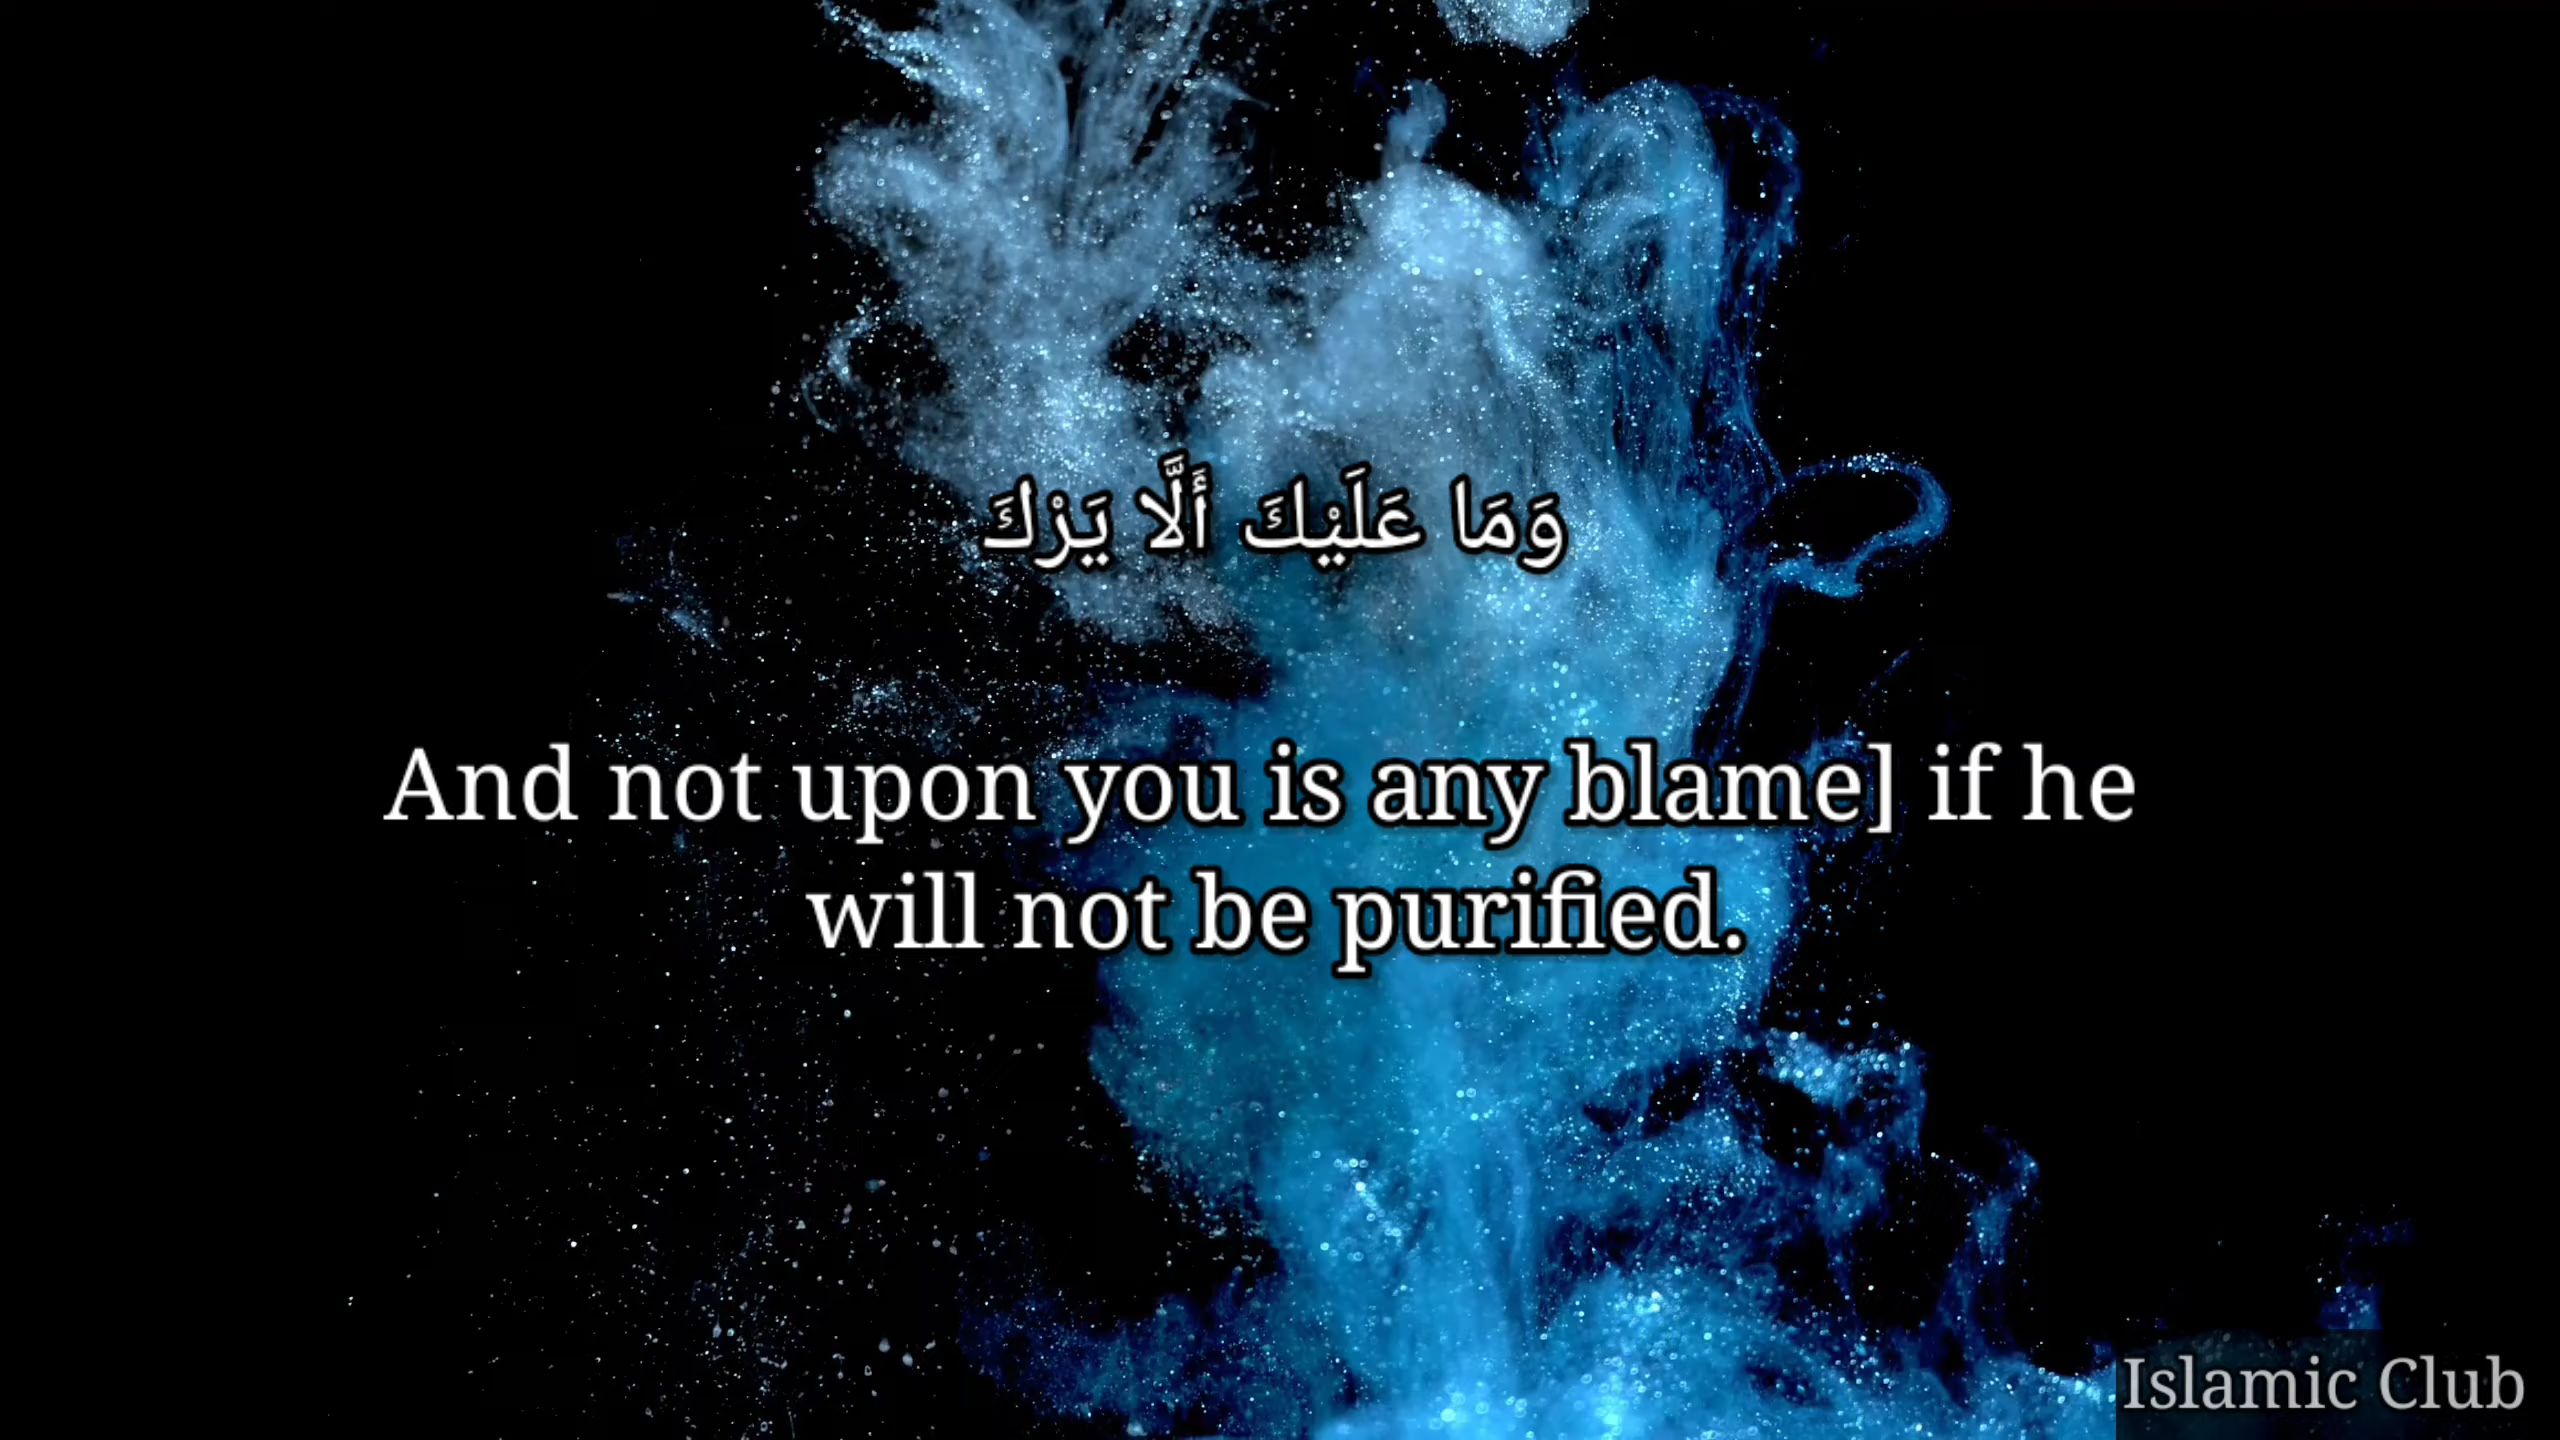 وَمَا عَلَيْكَ أَلَّا يَرْكَ
And not upon you is any blame] if he
will not be purified.
Islamic Club